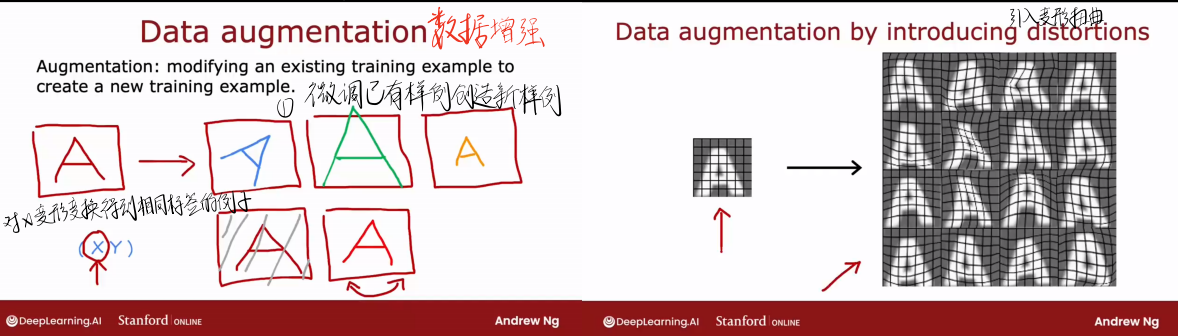 Data augmentation 数据增强
Augmentation: modifying an existing training example to
create a new training example.
① 微调已有样例创造新样例
A
A
A
A
对X变形变换得到相同标签的例子
(X Y)
A
A
DeepLearning.AI Stanford ONLINE
Andrew Ng
引入变形扭曲
Data augmentation by introducing distortions
A
DeepLearning.AI Stanford ONLINE
Andrew Ng